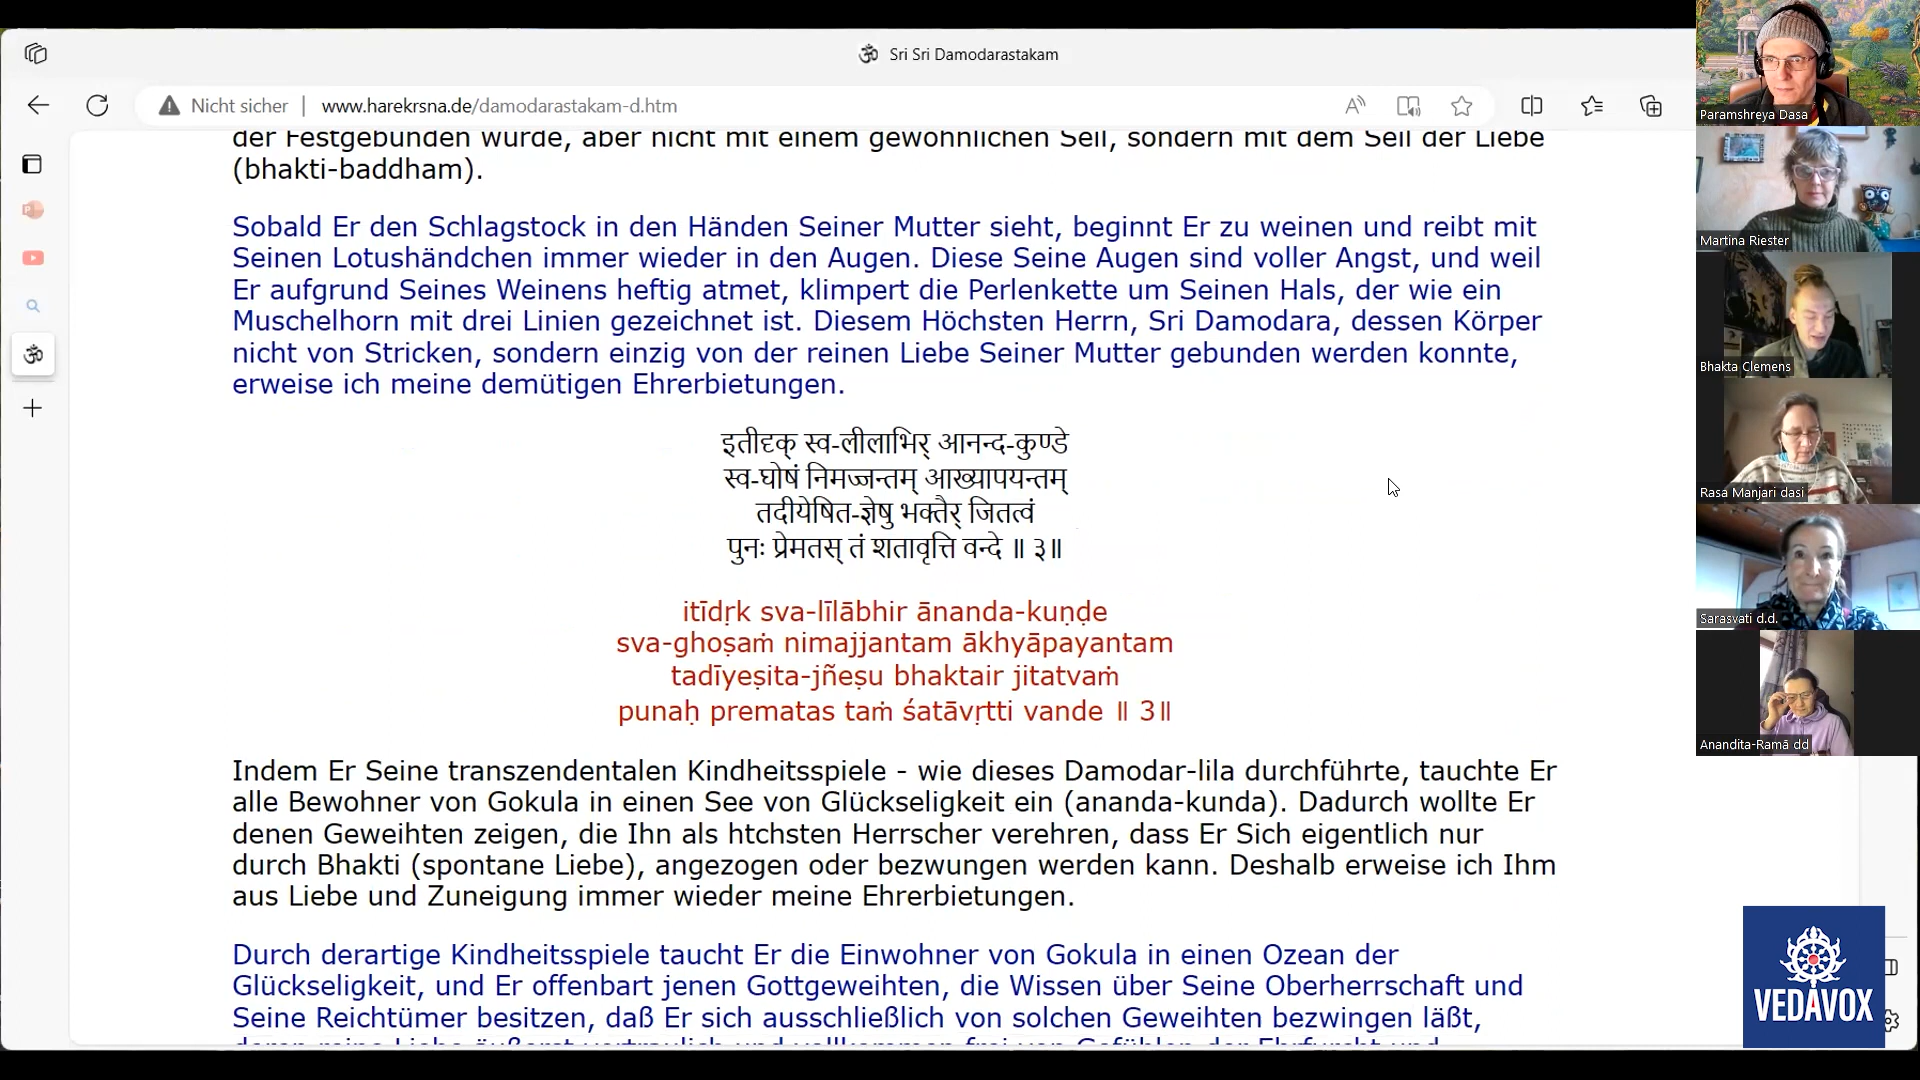 Sri Sri Damodarastakam
Nicht sicher | www.harekrsna.de/damodarastakam-d.htm
der Festgebunden wurde, aber nicht mit einem gewöhnlichen Seil, sondern mit dem Seil der Liebe
(bhakti-baddham).
Sobald Er den Schlagstock in den Händen Seiner Mutter sieht, beginnt Er zu weinen und reibt mit
Seinen Lotushändchen immer wieder in den Augen. Diese Seine Augen sind voller Angst, und weil
Er aufgrund Seines Weinens heftig atmet, klimpert die Perlenkette um Seinen Hals, der wie ein
Muschelhorn mit drei Linien gezeichnet ist. Diesem Höchsten Herrn, Sri Damodara, dessen Körper
nicht von Stricken, sondern einzig von der reinen Liebe Seiner Mutter gebunden werden konnte,
erweise ich meine demütigen Ehrerbietungen.
इतीदृक् स्व-लीलाभिर् आनन्द-कुण्डे
स्व-घोषं निमज्जन्तम् आख्यापयन्तम्
तदीयेषित-ज्ञेषु भक्तैर् जितत्वं
पुनः प्रेमतस् तं शतावृत्ति वन्दे ॥ ३॥
itīdṛk sva-līlābhir ānanda-kuṇḍe
sva-ghoṣaṁ nimajjantam ākhyāpayantam
tadīyeṣita-jñeṣu bhaktair jitatvaṁ
punaḥ prematas taṁ śatāvṛtti vande ॥ 3॥
Indem Er Seine transzendentalen Kindheitsspiele - wie dieses Damodar-lila durchführte, tauchte Er
alle Bewohner von Gokula in einen See von Glückseligkeit ein (ananda-kunda). Dadurch wollte Er
denen Geweihten zeigen, die Ihn als htchsten Herrscher verehren, dass Er Sich eigentlich nur
durch Bhakti (spontane Liebe), angezogen oder bezwungen werden kann. Deshalb erweise ich Ihm
aus Liebe und Zuneigung immer wieder meine Ehrerbietungen.
Durch derartige Kindheitsspiele taucht Er die Einwohner von Gokula in einen Ozean der
Glückseligkeit, und Er offenbart jenen Gottgeweihten, die Wissen über Seine Oberherrschaft und
Seine Reichtümer besitzen, daß Er sich ausschließlich von solchen Geweihten bezwingen läßt,
deren reine Liebe äußerst vertraulich und vollkommen frei von Gefühlen der Ehrfurcht und
Paramshreya Dasa
Martina Riester
Bhakta Clemens
Rasa Manjari dasi
Sarasvati d.d.
Anandita-Ramā dd
VEDAVOX